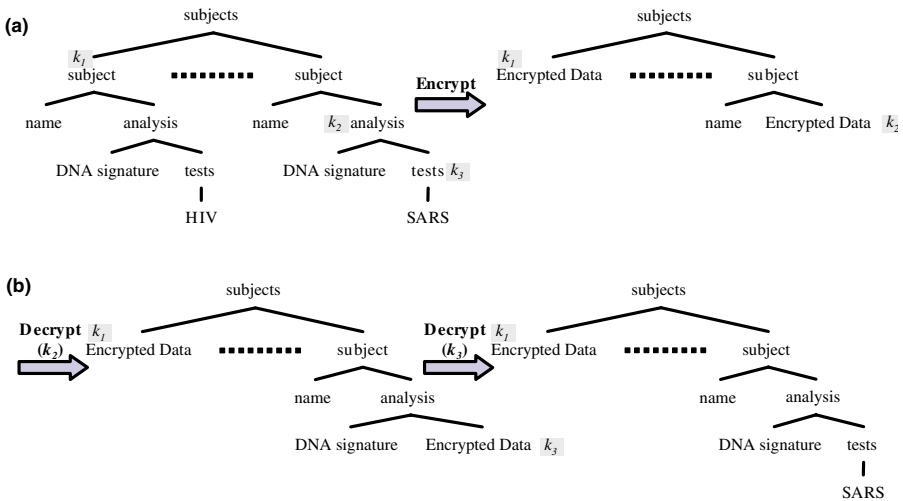 (a)
subjects
subjects
k1
k1
subject
subject
Encrypt
Encrypted Data
subject
name
analysis
name
k2
analysis
name
Encrypted Data
k2
DNA signature
tests
DNA signature
tests
k3
HIV
SARS
(b)
subjects
subjects
Decrypt
(k2)
k1
Encrypted Data
subject
Decrypt
(k3)
k1
Encrypted Data
subject
name
analysis
name
analysis
DNA signature
Encrypted Data
k3
DNA signature
tests
SARS